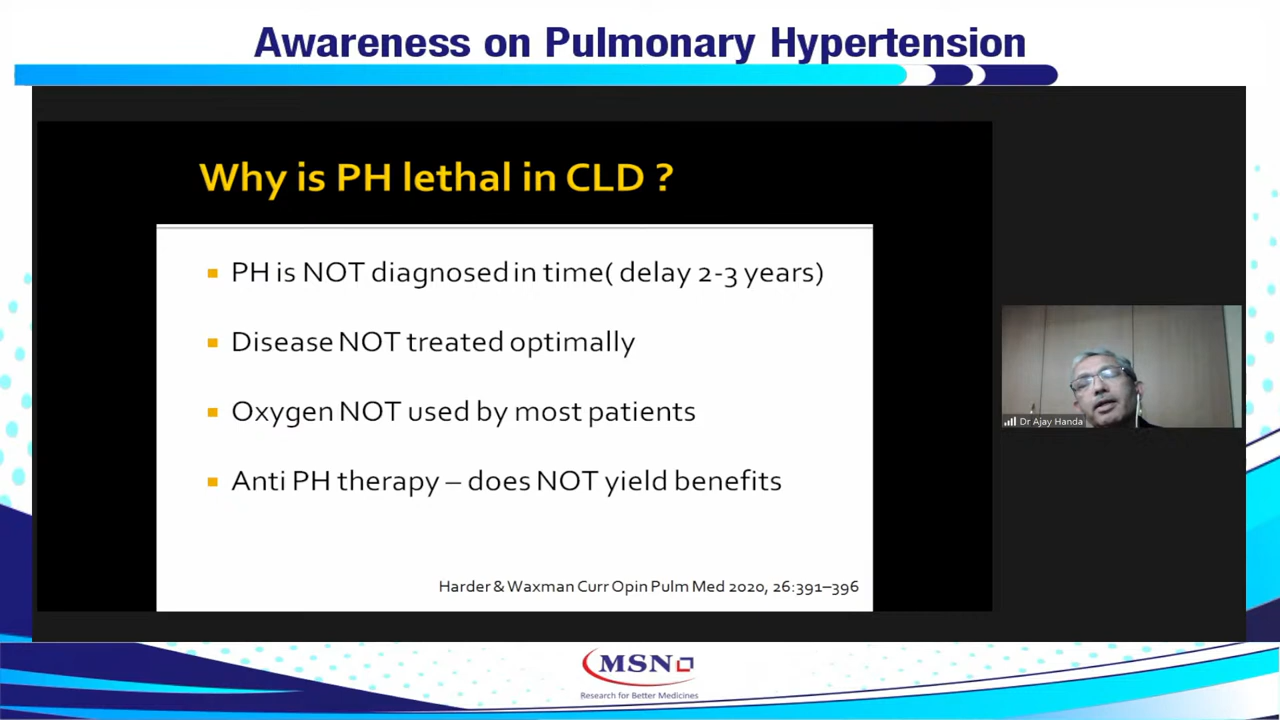 Awareness on Pulmonary Hypertension
Why is PH lethal in CLD ?
PH is NOT diagnosed in time( delay 2-3 years)
Disease NOT treated optimally
Oxygen NOT used by most patients
Anti PH therapy – does NOT yield benefits
Harder & Waxman Curr Opin Pulm Med 2020, 26:391–396
Dr Ajay Handa
MSN
Research for Better Medicines